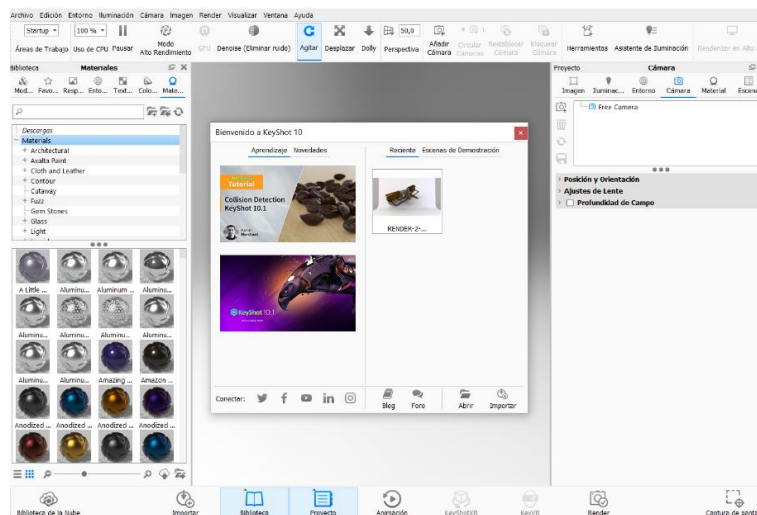 Archivo Edición Entorno Iluminación Cámara Imagen Render Visualizar Ventana Ayuda
Startup 100 % 50,0
Áreas de Trabajo Uso de CPU Pausar Modo Alto Rendimiento GPU Denoise (Eliminar ruido) Agitar Desplazar Dolly Perspectiva Añadir Cámara Circular Cámaras Restablecer Cámara Bloquear Cámara Herramientas Asistente de Iluminación Renderizar en Alto
Biblioteca Materiales
Mod... Favo... Resp... Ento... Text... Colo... Mate...
Descargas
Materials
Architectural
Axalta Paint
Cloth and Leather
Contour
Cutaway
Fuzz
Gem Stones
Glass
Light
A Little ... Aluminu... Aluminum ... Aluminu...
Aluminu... Aluminu... Aluminu... Aluminu...
Aluminu... Aluminu... Amazing ... Amazon ...
Anodized ... Anodized ... Anodized ... Anodized ...
Bienvenido a KeyShot 10
Aprendizaje Novedades
Tutorial
Collision Detection
KeyShot 10.1
KeyShot 10.1
Reciente Escenas de Demostración
RENDER-2-...
Conectar:
Blog Foro Abrir Importar
Proyecto Cámara
Imagen Iluminac... Entorno Cámara Material Escena
Free Camera
Posición y Orientación
Ajustes de Lente
Profundidad de Campo
Biblioteca de la Nube Importar Biblioteca Proyecto Animación KeyShotXR KeyVR Render Captura de panta